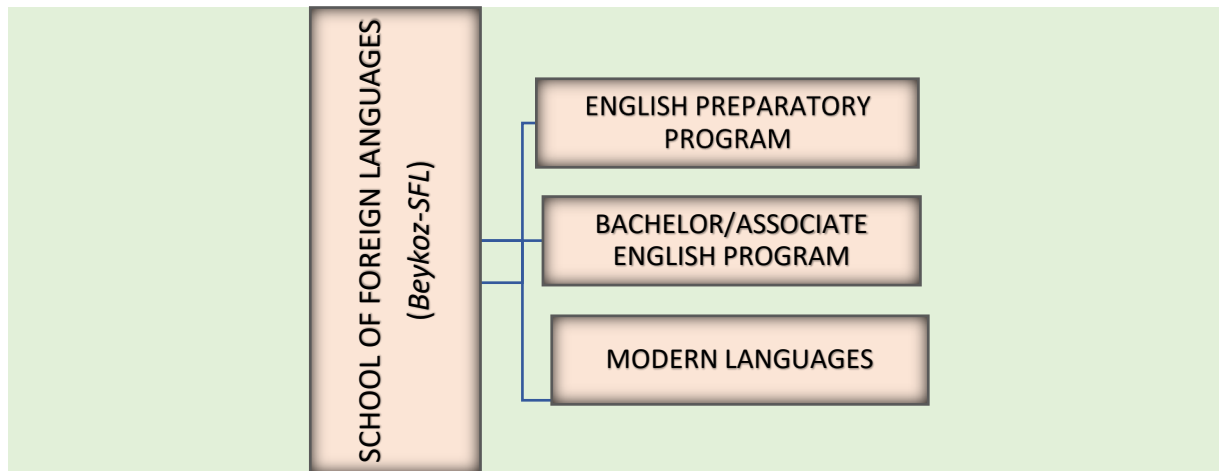 SCHOOL OF FOREIGN LANGUAGES
(Beykoz-SFL)
ENGLISH PREPARATORY
PROGRAM
BACHELOR/ASSOCIATE
ENGLISH PROGRAM
MODERN LANGUAGES